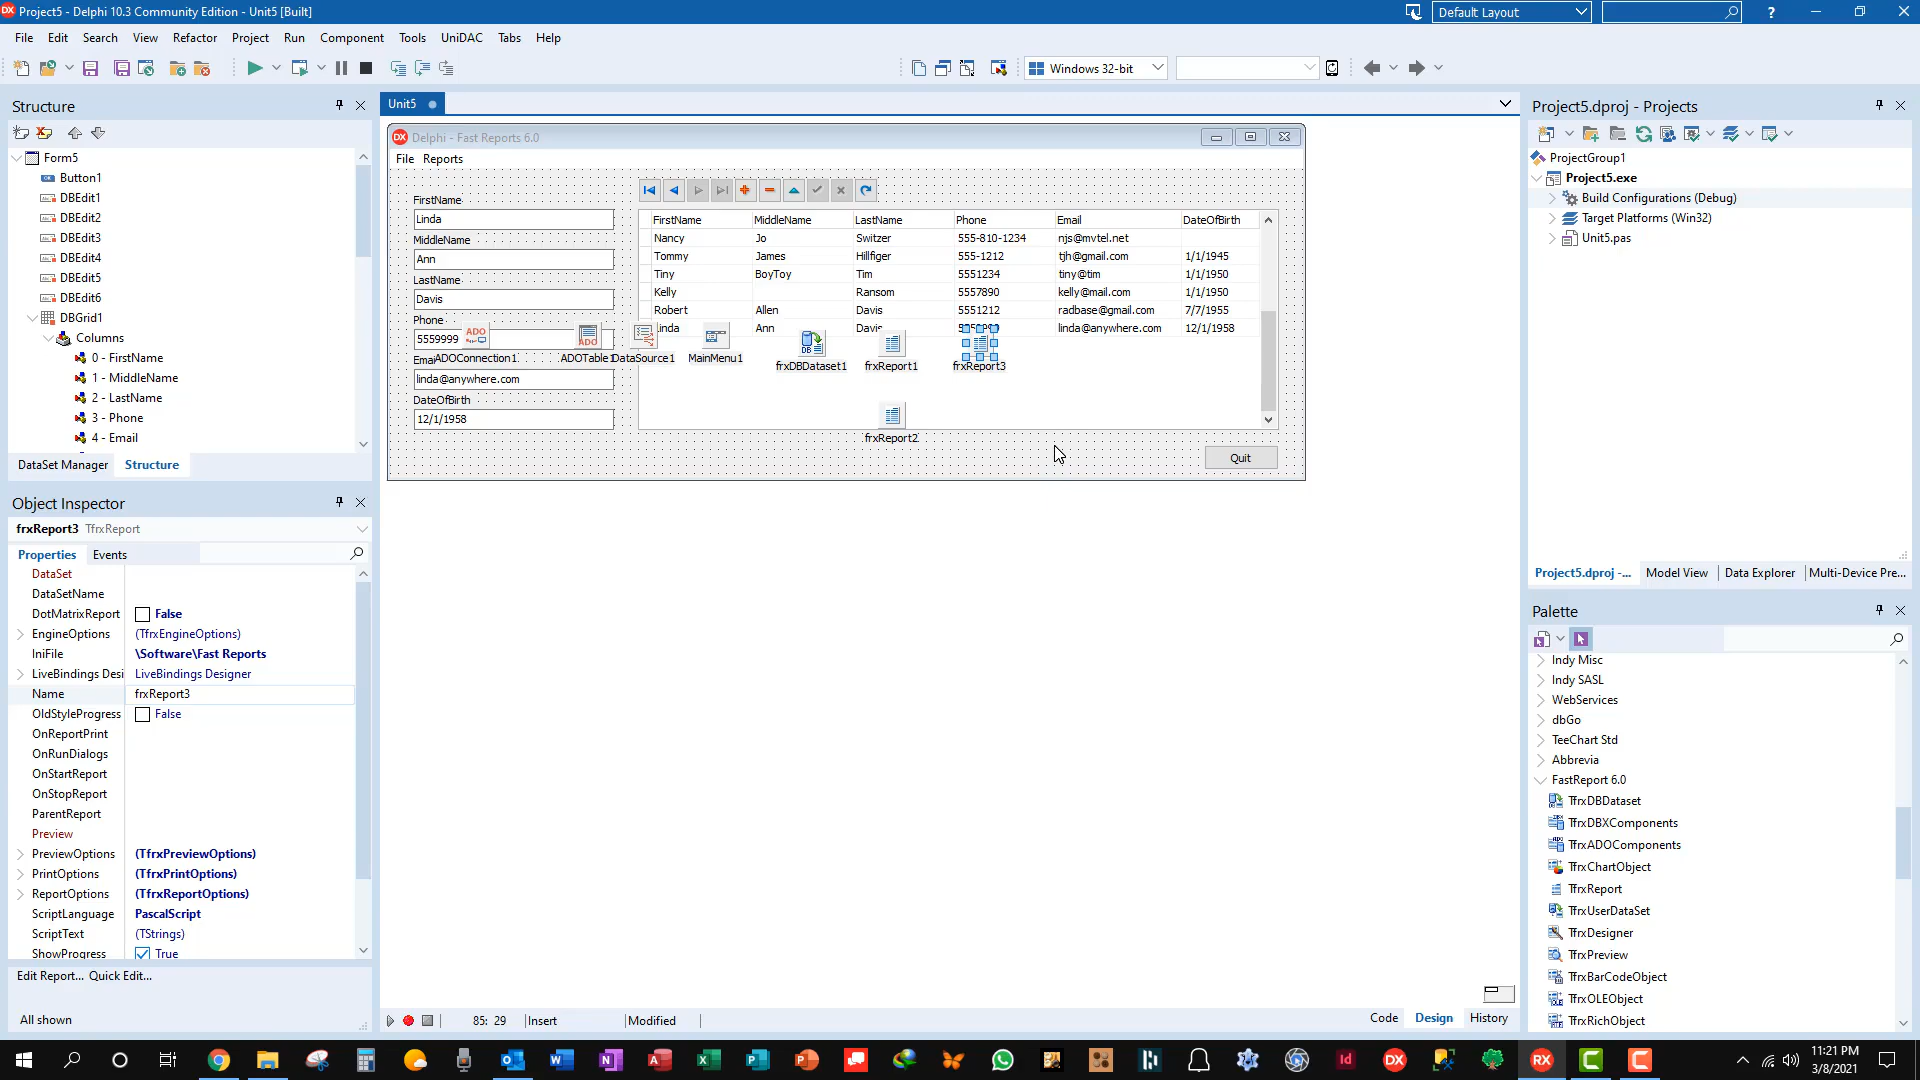 Project5 - Delphi 10.3 Community Edition - Unit5 [Built]
Default Layout
?
File Edit Search View Refactor Project Run Component Tools UniDAC Tabs Help
Windows 32-bit
Structure
Form5
Button1
DBEdit1
DBEdit2
DBEdit3
DBEdit4
DBEdit5
DBEdit6
DBGrid1
Columns
0 - FirstName
1 - MiddleName
2 - LastName
3 - Phone
4 - Email
DataSet Manager Structure
Object Inspector
frxReport3 TfrxReport
Properties Events
DataSet
DataSetName
DotMatrixReport False
EngineOptions (TfrxEngineOptions)
IniFile \Software\Fast Reports
LiveBindings Desi LiveBindings Designer
Name frxReport3
OldStyleProgress False
OnReportPrint
OnRunDialogs
OnStartReport
OnStopReport
ParentReport
Preview
PreviewOptions (TfrxPreviewOptions)
PrintOptions (TfrxPrintOptions)
ReportOptions (TfrxReportOptions)
ScriptLanguage PascalScript
ScriptText (TStrings)
ShowProgress True
Edit Report... Quick Edit...
All shown
Unit5
Delphi - Fast Reports 6.0
File Reports
FirstName
Linda
MiddleName
Ann
LastName
Davis
Phone
5559999
Email
linda@anywhere.com
DateOfBirth
12/1/1958
FirstName MiddleName LastName Phone Email DateOfBirth
Nancy Jo Switzer 555-810-1234 njs@mvtel.net
Tommy James Hillfiger 555-1212 tjh@gmail.com 1/1/1945
Tiny BoyToy Tim 5551234 tiny@tim 1/1/1950
Kelly Ransom 5557890 kelly@mail.com 1/1/1950
Robert Allen Davis 5551212 radbase@gmail.com 7/7/1955
Linda Ann Davis linda@anywhere.com 12/1/1958
ADOConnection1 ADOTable1 DataSource1 MainMenu1 frxDBDataset1 frxReport1 frxReport3
frxReport2
Quit
85: 29 Insert Modified
Code Design History
Project5.dproj - Projects
ProjectGroup1
Project5.exe
Build Configurations (Debug)
Target Platforms (Win32)
Unit5.pas
Project5.dproj -... Model View Data Explorer Multi-Device Pre...
Palette
Indy Misc
Indy SASL
WebServices
dbGo
TeeChart Std
Abbrevia
FastReport 6.0
TfrxDBDataset
TfrxDBXComponents
TfrxADOComponents
TfrxChartObject
TfrxReport
TfrxUserDataSet
TfrxDesigner
TfrxPreview
TfrxBarCodeObject
TfrxOLEObject
TfrxRichObject
11:21 PM
3/8/2021